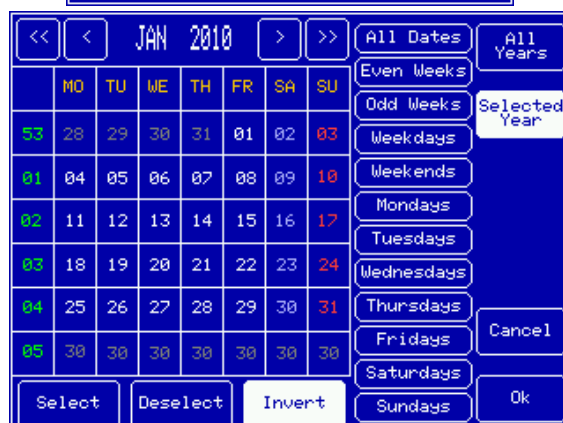 << < JAN 2010 > >>
MO TU WE TH FR SA SU
53 28 29 30 31 01 02 03
01 04 05 06 07 08 09 10
02 11 12 13 14 15 16 17
03 18 19 20 21 22 23 24
04 25 26 27 28 29 30 31
05 30 30 30 30 30 30 30
Select Deselect Invert
All Dates
Even Weeks
Odd Weeks
Weekdays
Weekends
Mondays
Tuesdays
Wednesdays
Thursdays
Fridays
Saturdays
Sundays
All
Years
Selected
Year
Cancel
Ok